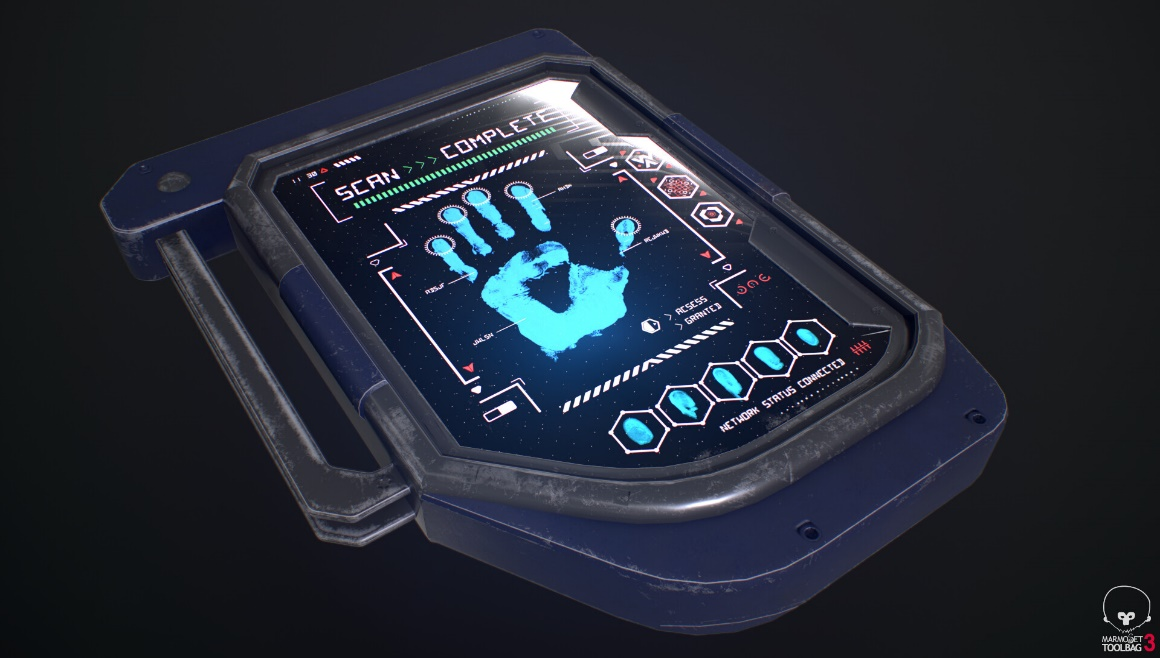 SCAN >>> COMPLETE
> ACSESS
> GRANTED
NETWORK STATUS CONNECTED
MARMOSET
TOOLBAG 3